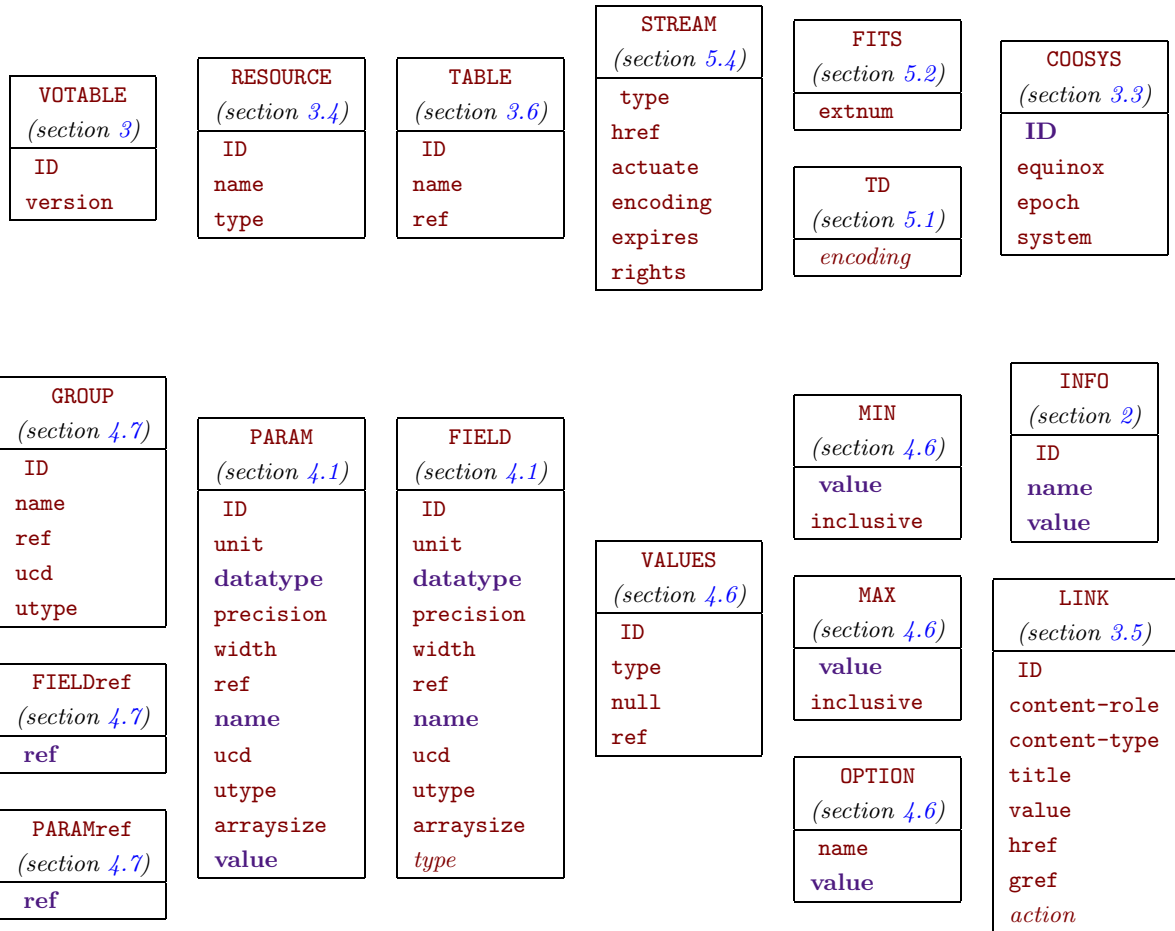 VOTABLE
(section 3)
ID
version
RESOURCE
(section 3.4)
ID
name
type
TABLE
(section 3.6)
ID
name
ref
STREAM
(section 5.4)
type
href
actuate
encoding
expires
rights
FITS
(section 5.2)
extnum
TD
(section 5.1)
encoding
COOSYS
(section 3.3)
ID
equinox
epoch
system
GROUP
(section 4.7)
ID
name
ref
ucd
utype
FIELDref
(section 4.7)
ref
PARAMref
(section 4.7)
ref
PARAM
(section 4.1)
ID
unit
datatype
precision
width
ref
name
ucd
utype
arraysize
value
FIELD
(section 4.1)
ID
unit
datatype
precision
width
ref
name
ucd
utype
arraysize
type
VALUES
(section 4.6)
ID
type
null
ref
MIN
(section 4.6)
value
inclusive
MAX
(section 4.6)
value
inclusive
OPTION
(section 4.6)
name
value
INFO
(section 2)
ID
name
value
LINK
(section 3.5)
ID
content-role
content-type
title
value
href
gref
action